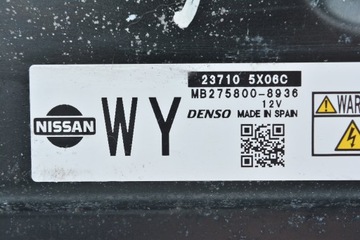 23710 5X06C
MB275800-8936
12V
NISSAN
WY
DENSO MADE IN SPAIN
WAR